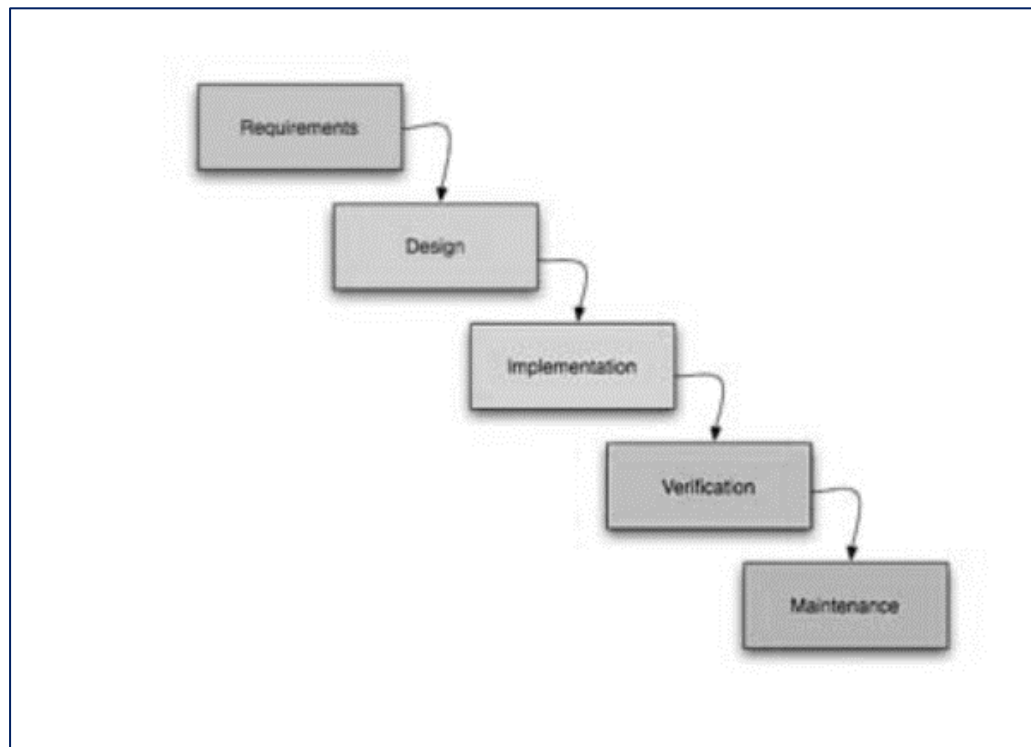 Requirements
Design
Implementation
Verification
Maintenance